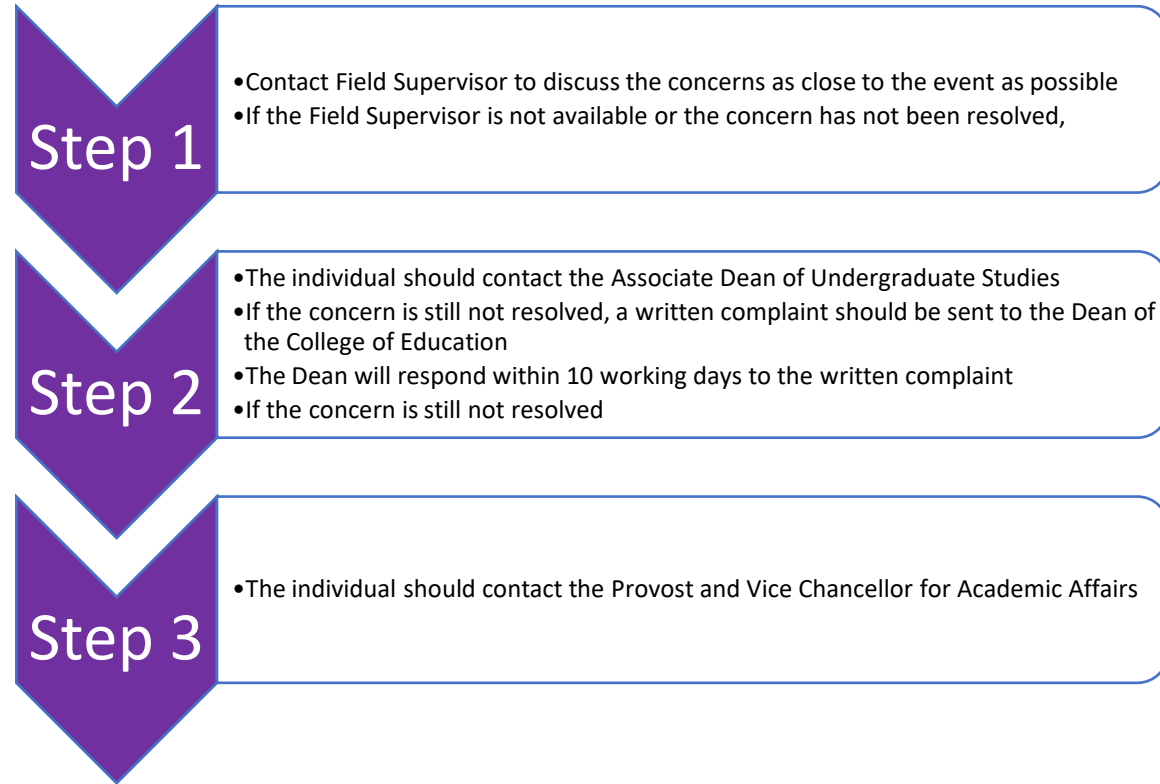 Step 1
•Contact Field Supervisor to discuss the concerns as close to the event as possible
•If the Field Supervisor is not available or the concern has not been resolved,
Step 2
•The individual should contact the Associate Dean of Undergraduate Studies
•If the concern is still not resolved, a written complaint should be sent to the Dean of
the College of Education
•The Dean will respond within 10 working days to the written complaint
•If the concern is still not resolved
Step 3
•The individual should contact the Provost and Vice Chancellor for Academic Affairs